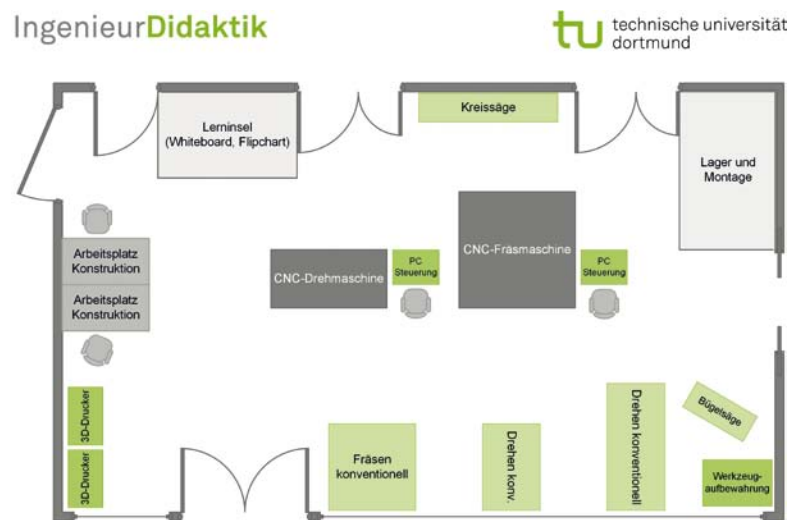 IngenieurDidaktik
technische universität
dortmund
Lerninsel
(Whiteboard, Flipchart)
Kreissäge
Lager und
Montage
Arbeitsplatz
Konstruktion
Arbeitsplatz
Konstruktion
CNC-Drehmaschine
PC
Steuerung
CNC-Fräsmaschine
PC
Steuerung
3D-Drucker
3D-Drucker
Fräsen
konventionell
Drehen konv.
Drehen konventionell
Bügelsäge
Werkzeug-
aufbewahrung